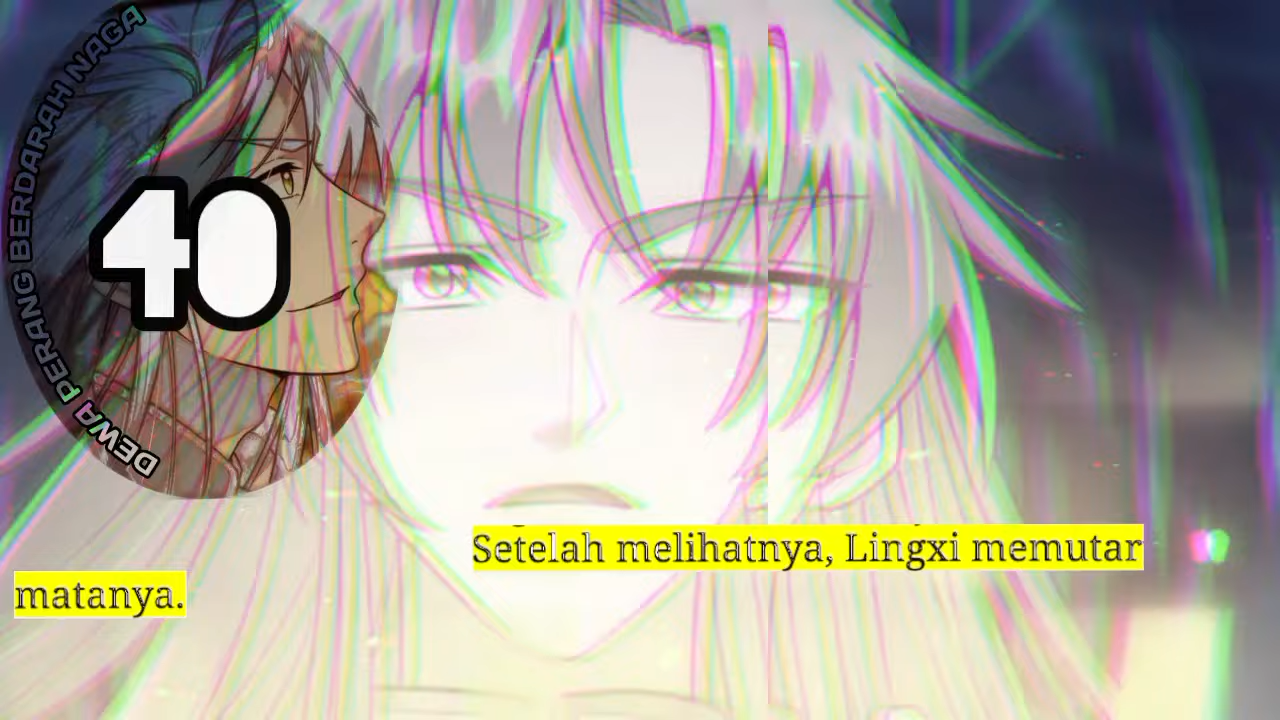 DEWA PERANG BERDARAH NAGA
40
Setelah melihatnya, Lingxi memutar
matanya.